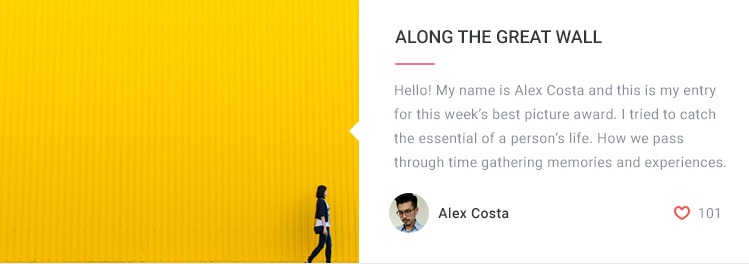 ALONG THE GREAT WALL
Hello! My name is Alex Costa and this is my entry
for this week’s best picture award. I tried to catch
the essential of a person’s life. How we pass
through time gathering memories and experiences.
Alex Costa
101